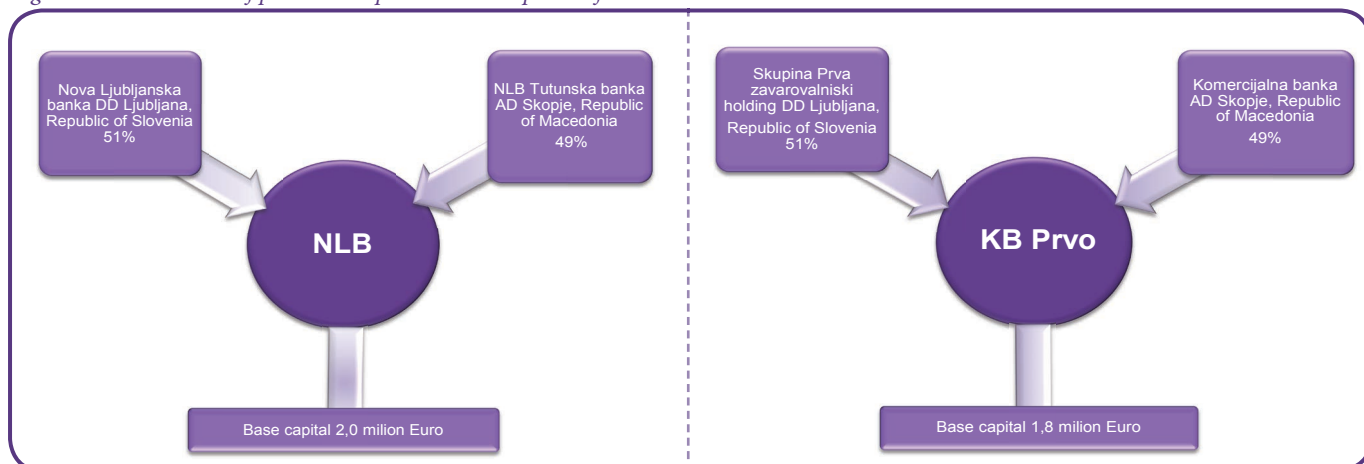 Nova Ljubljanska
banka DD Ljubljana,
Republic of Slovenia
51%
NLB Tutunska banka
AD Skopje, Republic
of Macedonia
49%
NLB
Base capital 2,0 milion Euro
Skupina Prva
zavarovalniski
holding DD Ljubljana,
Republic of Slovenia
51%
Komercijalna banka
AD Skopje, Republic
of Macedonia
49%
KB Prvo
Base capital 1,8 milion Euro